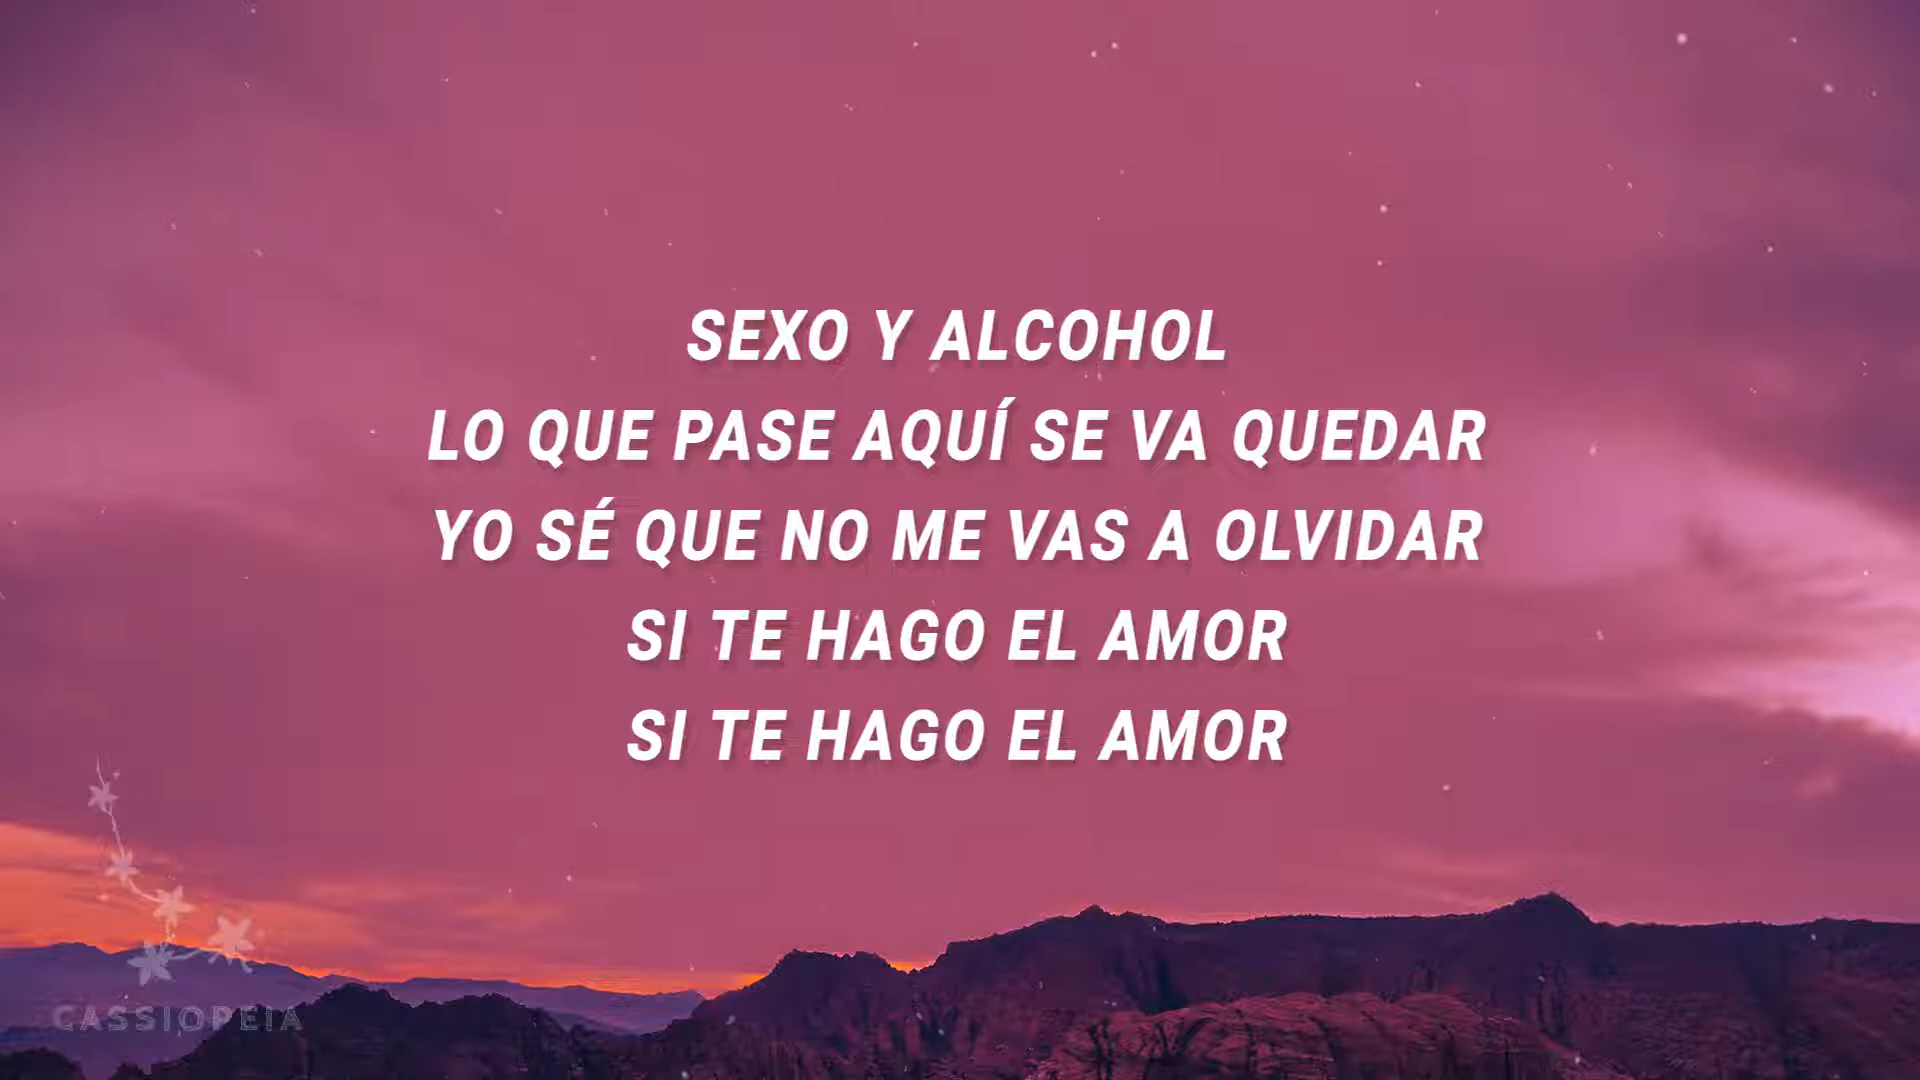 SEXO Y ALCOHOL
LO QUE PASE AQUÍ SE VA QUEDAR
YO SÉ QUE NO ME VAS A OLVIDAR
SI TE HAGO EL AMOR
SI TE HAGO EL AMOR
CASSIOPEIA